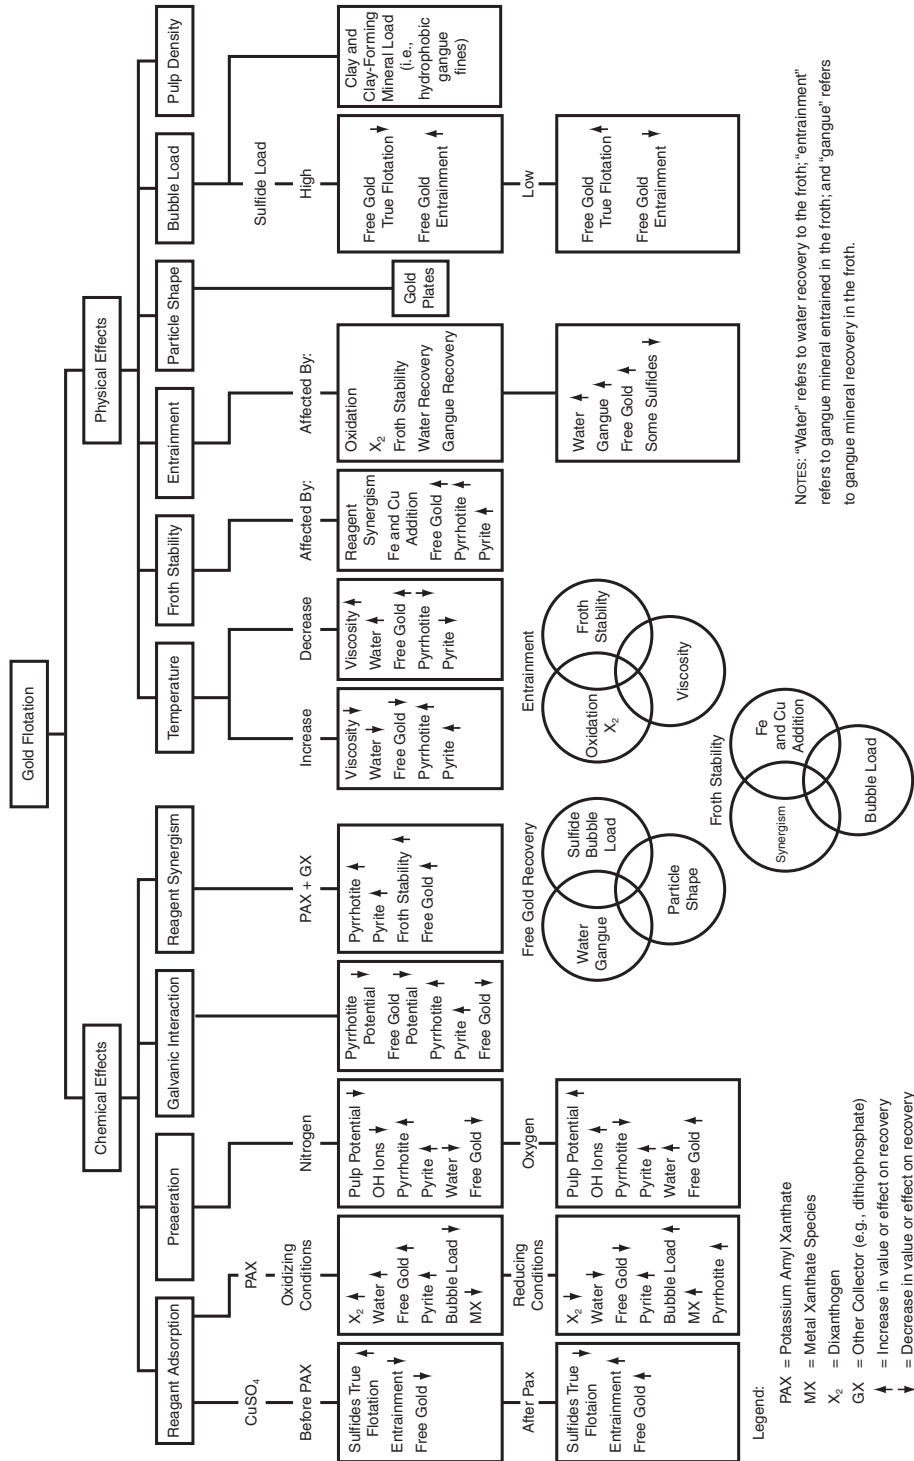 Gold Flotation
Chemical Effects
Physical Effects
Reagant Adsorption
Preaeration
Galvanic Interaction
Reagent Synergism
Temperature
Froth Stability
Entrainment
Particle Shape
Bubble Load
Pulp Density
CuSO₄
Before PAX
Sulfides True ↑
Flotation
Entrainment ↓
Free Gold ↓
After Pax
Sulfides True ↓
Flotaion
Entrainment ↑
Free Gold ↑
PAX
Oxidizing
Conditions
X₂ ↑
Water ↑
Free Gold ↑
Pyrite ↑
Bubble Load ↓
MX ↓
Reducing
Conditions
X₂ ↓
Water ↓
Free Gold ↓
Pyrite ↑
Bubble Load ↑
MX ↑
Pyrrhotite ↑
Nitrogen
Pulp Potential ↓
OH Ions ↓
Pyrrhotite ↑
Pyrite ↑
Water ↓
Free Gold ↓
Oxygen
Pulp Potential ↑
OH Ions ↑
Pyrrhotite ↓
Pyrite ↑
Water ↑
Free Gold ↑
Pyrrhotite ↓
Potential
Free Gold ↓
Potential
Pyrrhotite ↑
Pyrite ↑
Free Gold ↓
PAX + GX
Pyrrhotite ↑
Pyrite ↑
Froth Stability ↑
Free Gold ↑
Increase
Viscosity ↓
Water ↓
Free Gold ↓
Pyrrhotite ↑
Pyrite ↑
Decrease
Viscosity ↑
Water ↑
Free Gold ↑
Pyrrhotite ↓
Pyrite ↓
Affected By:
Reagent
Synergism
Fe and Cu
Addition
Free Gold ↑
Pyrrhotite ↑
Pyrite ↑
Affected By:
Oxidation
X₂
Froth Stability
Water Recovery
Gangue Recovery
Water ↑
Gangue ↑
Free Gold ↑
Some Sulfides ↓
Gold
Plates
Sulfide Load
High
Free Gold
True Flotation ↓
Free Gold
Entrainment ↑
Low
Free Gold
True Flotation ↑
Free Gold
Entrainment ↓
Clay and
Clay-Forming
Mineral Load
(i.e.,
hydrophobic
gangue
fines)
Free Gold Recovery
Water
Gangue
Sulfide
Bubble
Load
Particle
Shape
Entrainment
Oxidation
X₂
Froth
Stability
Viscosity
Froth Stability
Synergism
Fe
and Cu
Addition
Bubble Load
Legend:
PAX = Potassium Amyl Xanthate
MX = Metal Xanthate Species
X₂ = Dixanthogen
GX = Other Collector (e.g., dithiophosphate)
↑ = Increase in value or effect on recovery
↓ = Decrease in value or effect on recovery
NOTES: “Water” refers to water recovery to the froth; “entrainment”
refers to gangue mineral entrained in the froth; and “gangue” refers
to gangue mineral recovery in the froth.